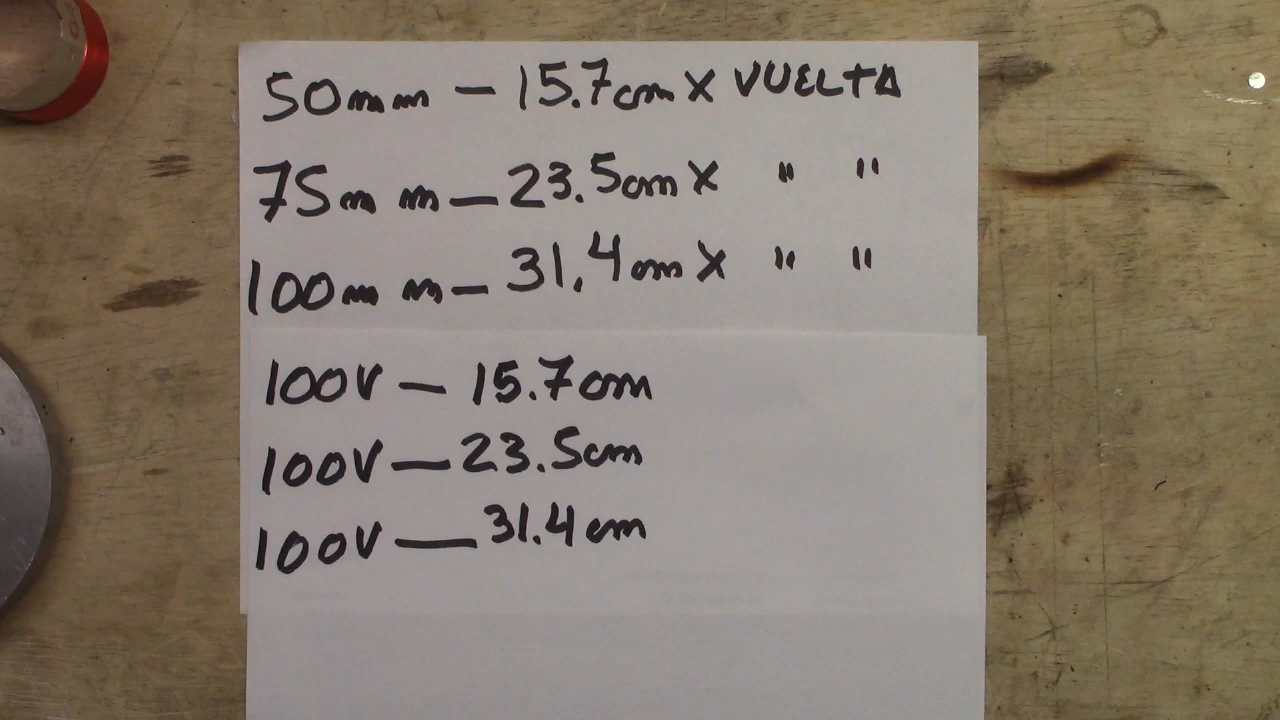 50mm - 15.7cm X VUELTA
75mm - 23.5cm X " "
100mm - 31.4cm X " "
100V - 15.7cm
100V - 23.5cm
100V - 31.4cm